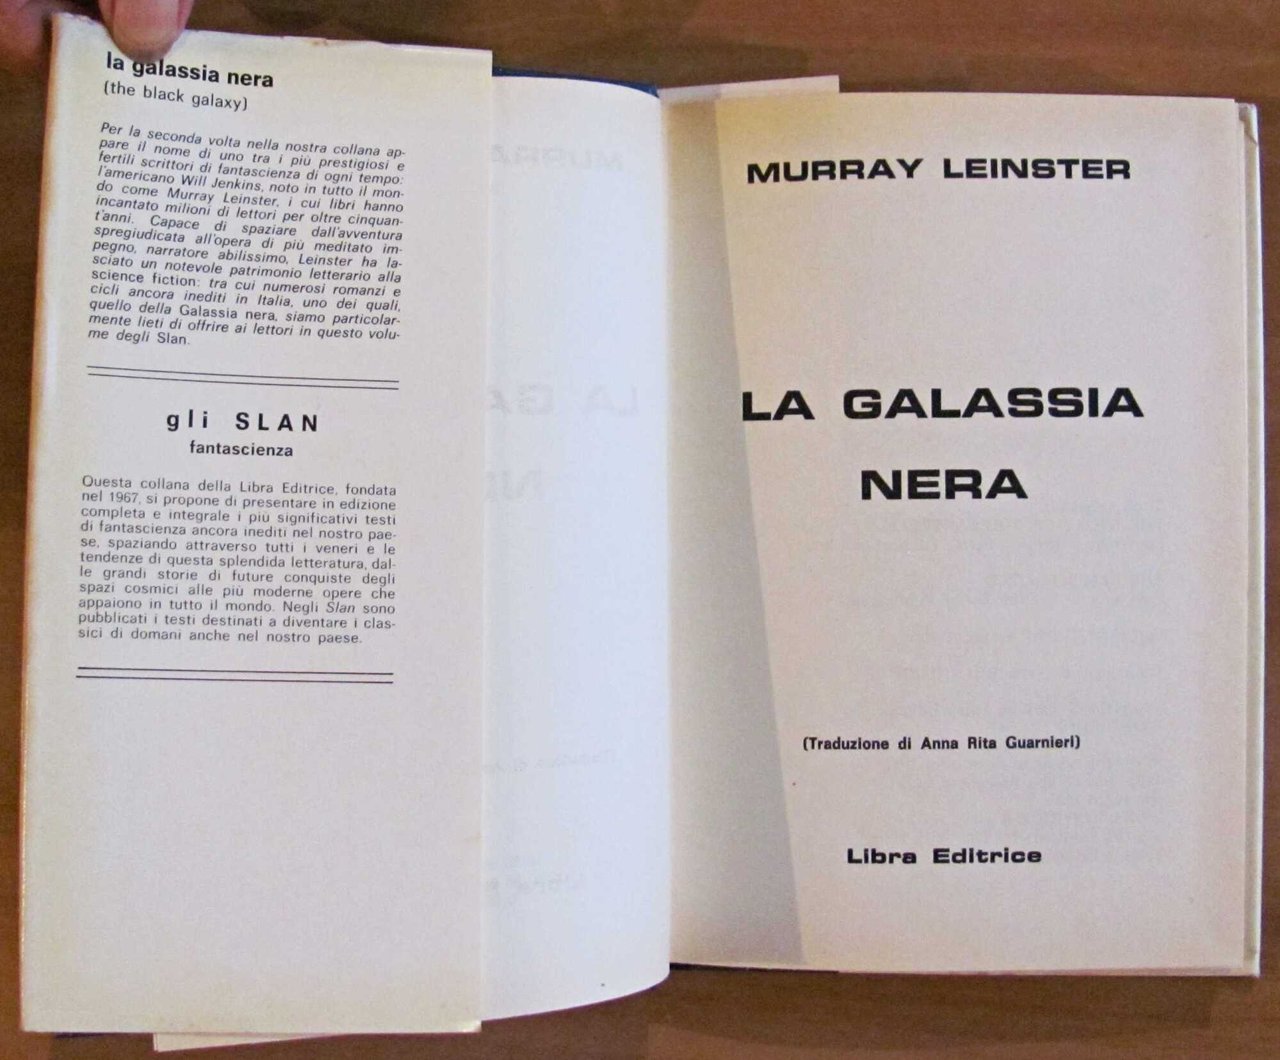 la galassia nera
(the black galaxy)
Per la seconda volta nella nostra collana ap-
pare il nome di uno tra i più prestigiosi e
fertili scrittori di fantascienza di ogni tempo:
l'americano Will Jenkins, noto in tutto il mon-
do come Murray Leinster, i cui libri hanno
incantato milioni di lettori per oltre cinquan-
t'anni. Capace di spaziare dall'avventura
spregiudicata all'opera di più meditato im-
pegno, narratore abilissimo, Leinster ha la-
sciato un notevole patrimonio letterario alla
science fiction: tra cui numerosi romanzi e
cicli ancora inediti in Italia, uno dei quali,
quello della Galassia nera, siamo particolar-
mente lieti di offrire ai lettori in questo volu-
me degli Slan.
gli SLAN
fantascienza
Questa collana della Libra Editrice, fondata
nel 1967, si propone di presentare in edizione
completa e integrale i più significativi testi
di fantascienza ancora inediti nel nostro pae-
se, spaziando attraverso tutti i veneri e le
tendenze di questa splendida letteratura, dal-
le grandi storie di future conquiste degli
spazi cosmici alle più moderne opere che
appaiono in tutto il mondo. Negli Slan sono
pubblicati i testi destinati a diventare i clas-
sici di domani anche nel nostro paese.
MURRAY LEINSTER
LA GALASSIA
NERA
(Traduzione di Anna Rita Guarnieri)
Libra Editrice